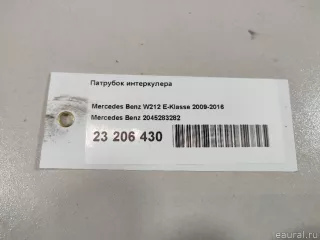 Патрубок интеркулера
Mercedes Benz W212 E-Klasse 2009-2016
Mercedes Benz 2045283282
23 206 430
eaural.ru